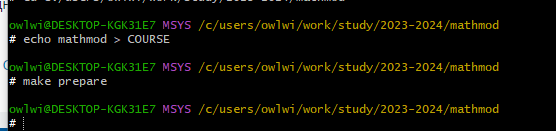 owlwi@DESKTOP-KGK31E7 MSYS /c/users/owlwi/work/study/2023-2024/mathmod
# echo mathmod > COURSE
owlwi@DESKTOP-KGK31E7 MSYS /c/users/owlwi/work/study/2023-2024/mathmod
# make prepare
owlwi@DESKTOP-KGK31E7 MSYS /c/users/owlwi/work/study/2023-2024/mathmod
#